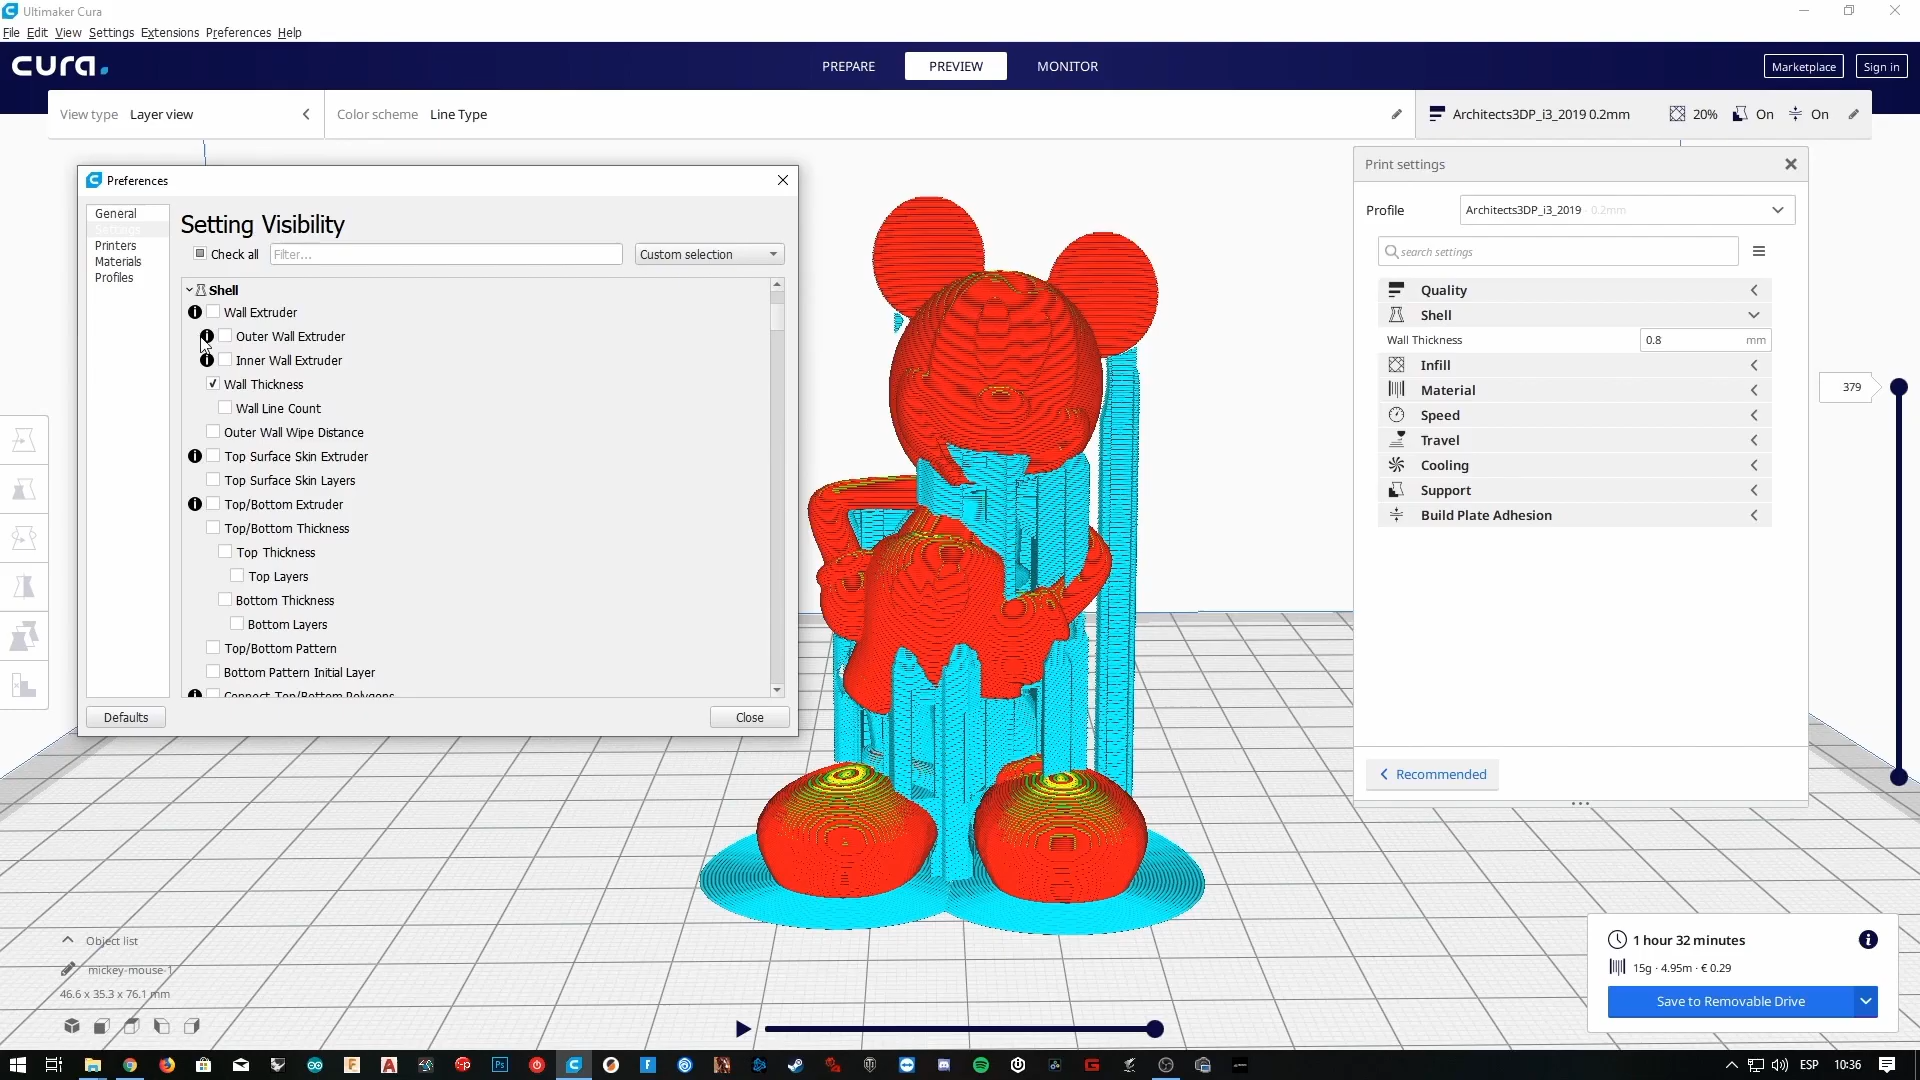 Ultimaker Cura
File Edit View Settings Extensions Preferences Help
cura.
PREPARE PREVIEW MONITOR
Marketplace Sign in
View type Layer view
Color scheme Line Type
Architects3DP_i3_2019 0.2mm 20% On On
Preferences
General
Settings
Printers
Materials
Profiles
Setting Visibility
Check all Filter... Custom selection
Shell
Wall Extruder
Outer Wall Extruder
Inner Wall Extruder
Wall Thickness
Wall Line Count
Outer Wall Wipe Distance
Top Surface Skin Extruder
Top Surface Skin Layers
Top/Bottom Extruder
Top/Bottom Thickness
Top Thickness
Top Layers
Bottom Thickness
Bottom Layers
Top/Bottom Pattern
Bottom Pattern Initial Layer
Connect Top/Bottom Polygons
Defaults Close
Print settings
Profile Architects3DP_i3_2019 - 0.2mm
search settings
Quality
Shell
Wall Thickness 0.8 mm
Infill
Material
Speed
Travel
Cooling
Support
Build Plate Adhesion
Recommended
379
Object list
mickey-mouse-1
46.6 x 35.3 x 76.1 mm
1 hour 32 minutes
15g · 4.95m · € 0.29
Save to Removable Drive
ESP 10:36